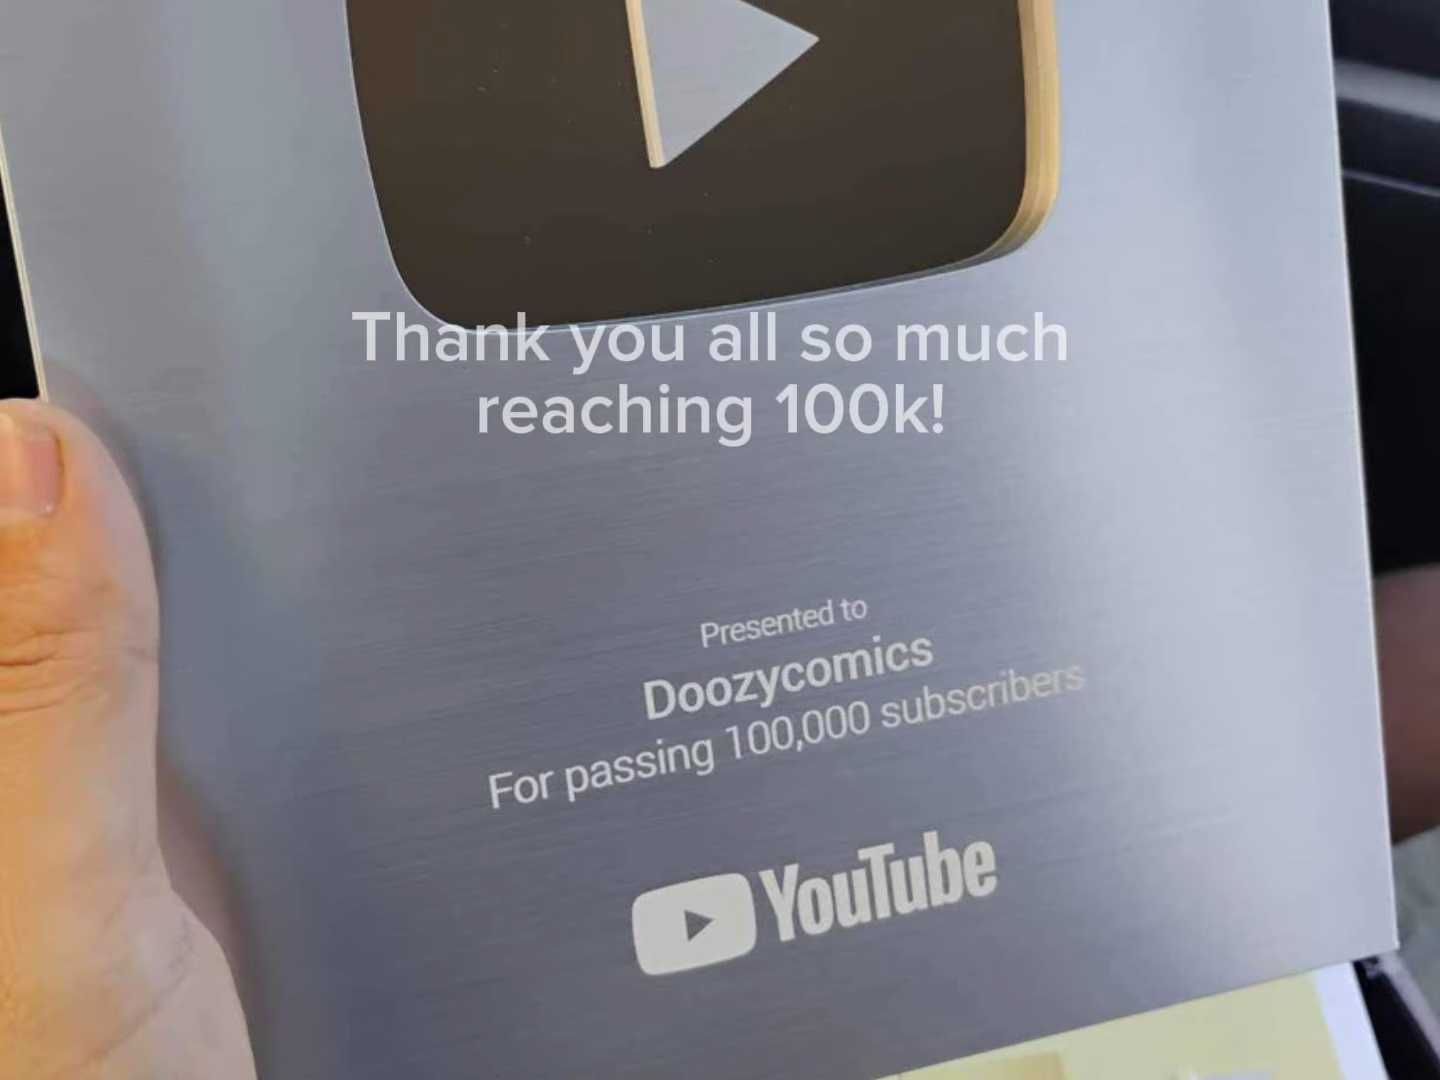 Thank you all so much
reaching 100k!
Presented to
Doozycomics
For passing 100,000 subscribers
YouTube